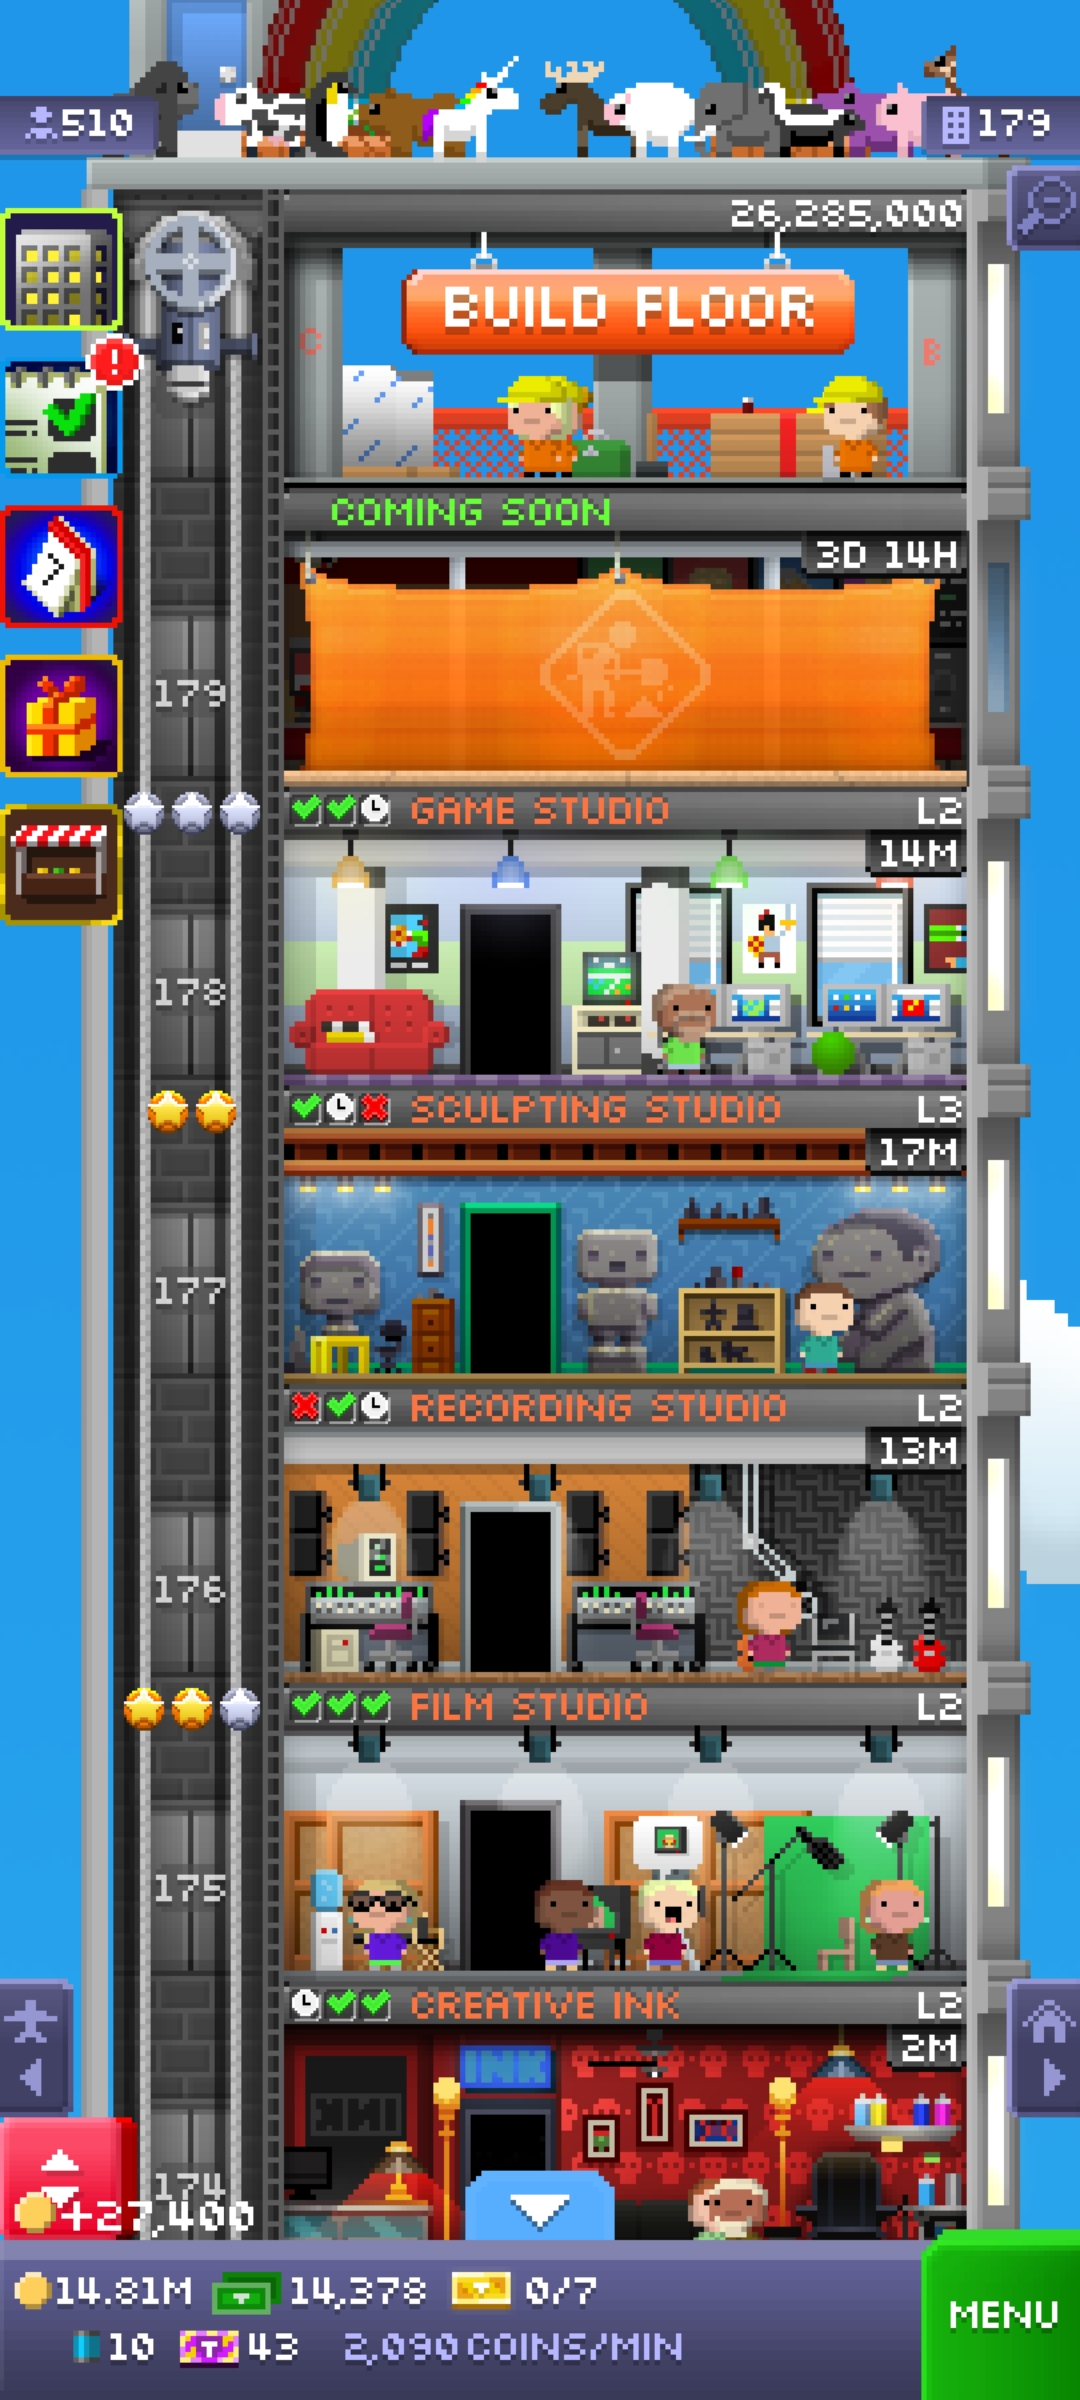 510
179
26,285,000
C
BUILD FLOOR
B
COMING SOON
3D 14H
7
179
GAME STUDIO L2
14M
178
SCULPTING STUDIO L3
17M
177
RECORDING STUDIO L2
13M
176
FILM STUDIO L2
175
CREATIVE INK L2
2M
INK
174
+27,400
14.81M 14,378 0/7
10 T 43 2,090 COINS/MIN
MENU